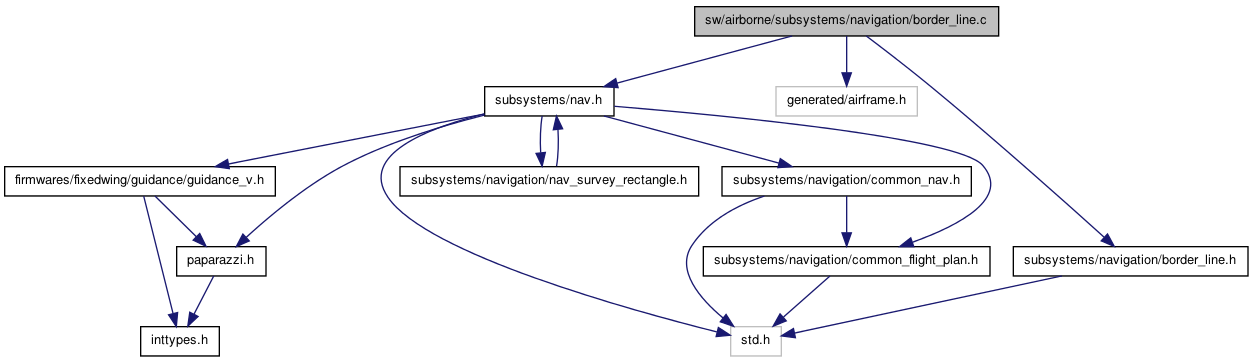 sw/airborne/subsystems/navigation/border_line.c
subsystems/nav.h
generated/airframe.h
firmwares/fixedwing/guidance/guidance_v.h
subsystems/navigation/nav_survey_rectangle.h
subsystems/navigation/common_nav.h
paparazzi.h
subsystems/navigation/common_flight_plan.h
subsystems/navigation/border_line.h
inttypes.h
std.h